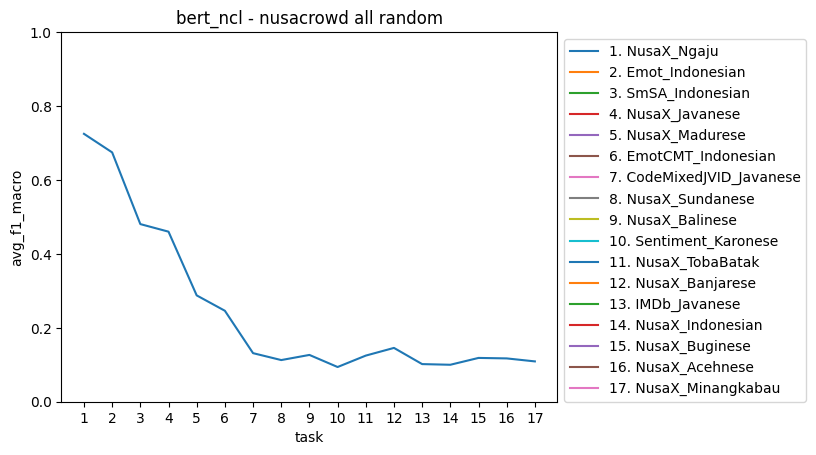 bert_ncl - nusacrowd all random
avg_f1_macro
1.0
0.8
0.6
0.4
0.2
0.0
1 2 3 4 5 6 7 8 9 10 11 12 13 14 15 16 17
task
1. NusaX_Ngaju
2. Emot_Indonesian
3. SmSA_Indonesian
4. NusaX_Javanese
5. NusaX_Madurese
6. EmotCMT_Indonesian
7. CodeMixedJVID_Javanese
8. NusaX_Sundanese
9. NusaX_Balinese
10. Sentiment_Karonese
11. NusaX_TobaBatak
12. NusaX_Banjarese
13. IMDb_Javanese
14. NusaX_Indonesian
15. NusaX_Buginese
16. NusaX_Acehnese
17. NusaX_Minangkabau